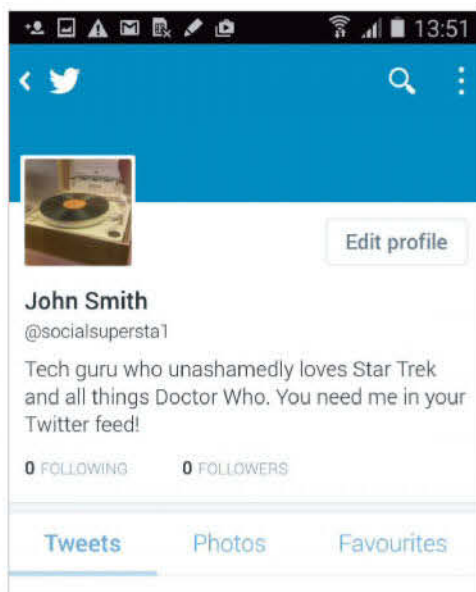 13:51
Edit profile
John Smith
@socialsupersta1
Tech guru who unashamedly loves Star Trek
and all things Doctor Who. You need me in your
Twitter feed!
0 FOLLOWING 0 FOLLOWERS
Tweets Photos Favourites